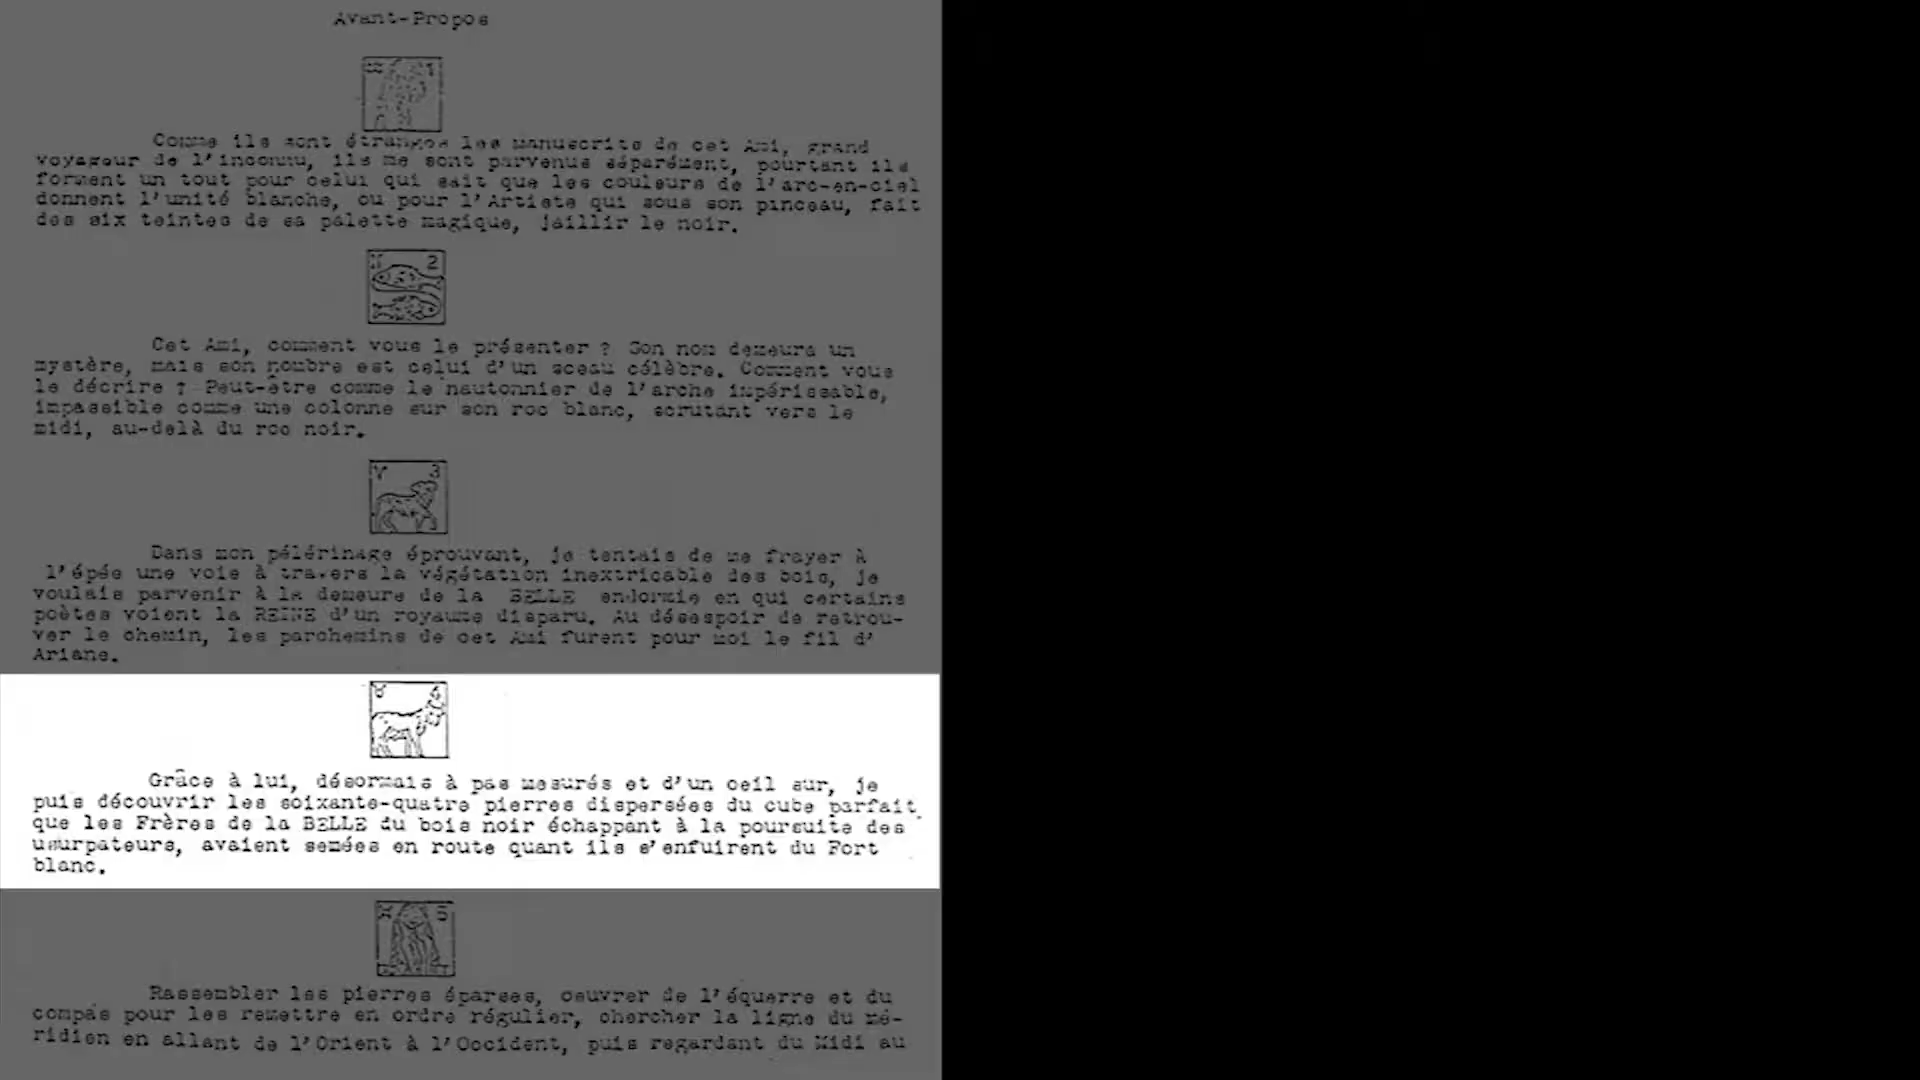 Avant-Propos
1
Comme ils sont étranges les manuscrits de cet Ami, grand
voyageur de l'inconnu, ils me sont parvenus séparément, pourtant ils
forment un tout pour celui qui sait que les couleurs de l'arc-en-ciel
donnent l'unité blanche, ou pour l'Artiste qui sous son pinceau, fait
des six teintes de sa palette magique, jaillir le noir.
2
Cet Ami, comment vous le présenter ? Son nom demeura un
mystère, mais son nombre est celui d'un sceau célèbre. Comment vous
le décrire ? Peut-être comme le nautonnier de l'arche impérissable,
impassible comme une colonne sur son roc blanc, scrutant vers le
midi, au-delà du roc noir.
♈ 3
Dans mon pélérinage éprouvant, je tentais de me frayer à
l'épée une voie à travers la végétation inextricable des bois, je
voulais parvenir à la demeure de la BELLE endormie en qui certains
poètes voient la REINE d'un royaume disparu. Au désespoir de retrou-
ver le chemin, les parchemins de cet Ami furent pour moi le fil d'
Ariane.
♉
Grâce à lui, désormais à pas mesurés et d'un oeil sur, je
puis découvrir les soixante-quatre pierres dispersées du cube parfait
que les Frères de la BELLE du bois noir échappant à la poursuite des
usurpateurs, avaient semées en route quant ils s'enfuirent du Fort
blanc.
5
Rassembler les pierres éparses, oeuvrer de l'équerre et du
compas pour les remettre en ordre régulier, chercher la ligne du mé-
ridien en allant de l'Orient à l'Occident, puis regardant du Midi au